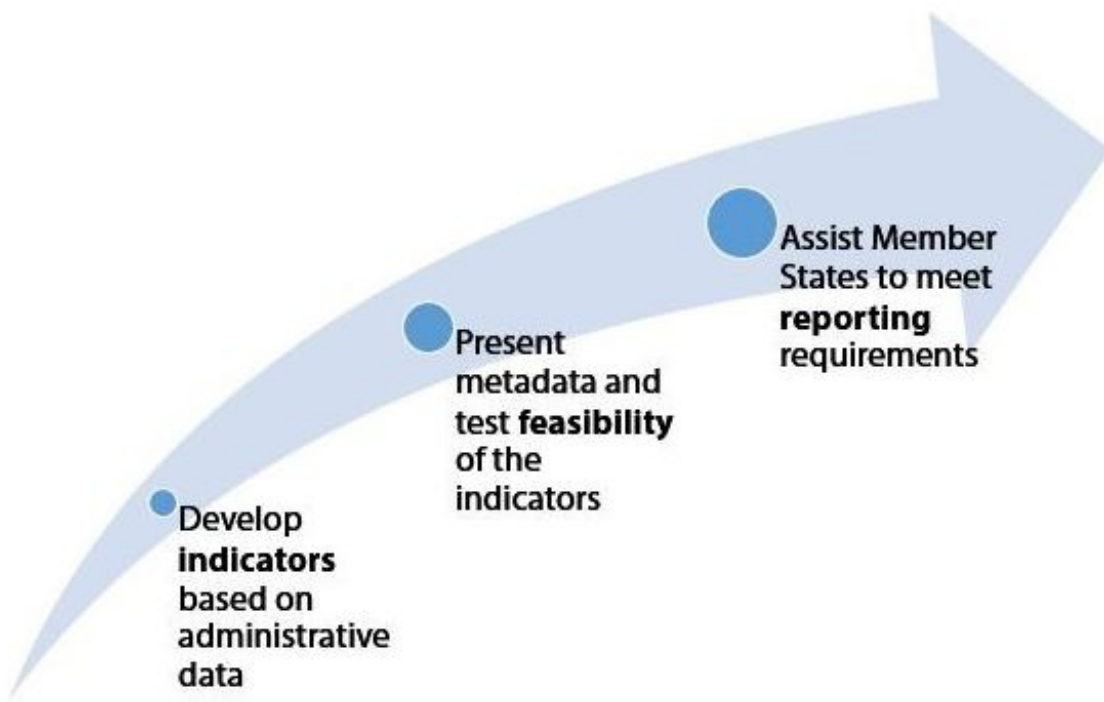 Develop
indicators
based on
administrative
data
Present
metadata and
test feasibility
of the
indicators
Assist Member
States to meet
reporting
requirements